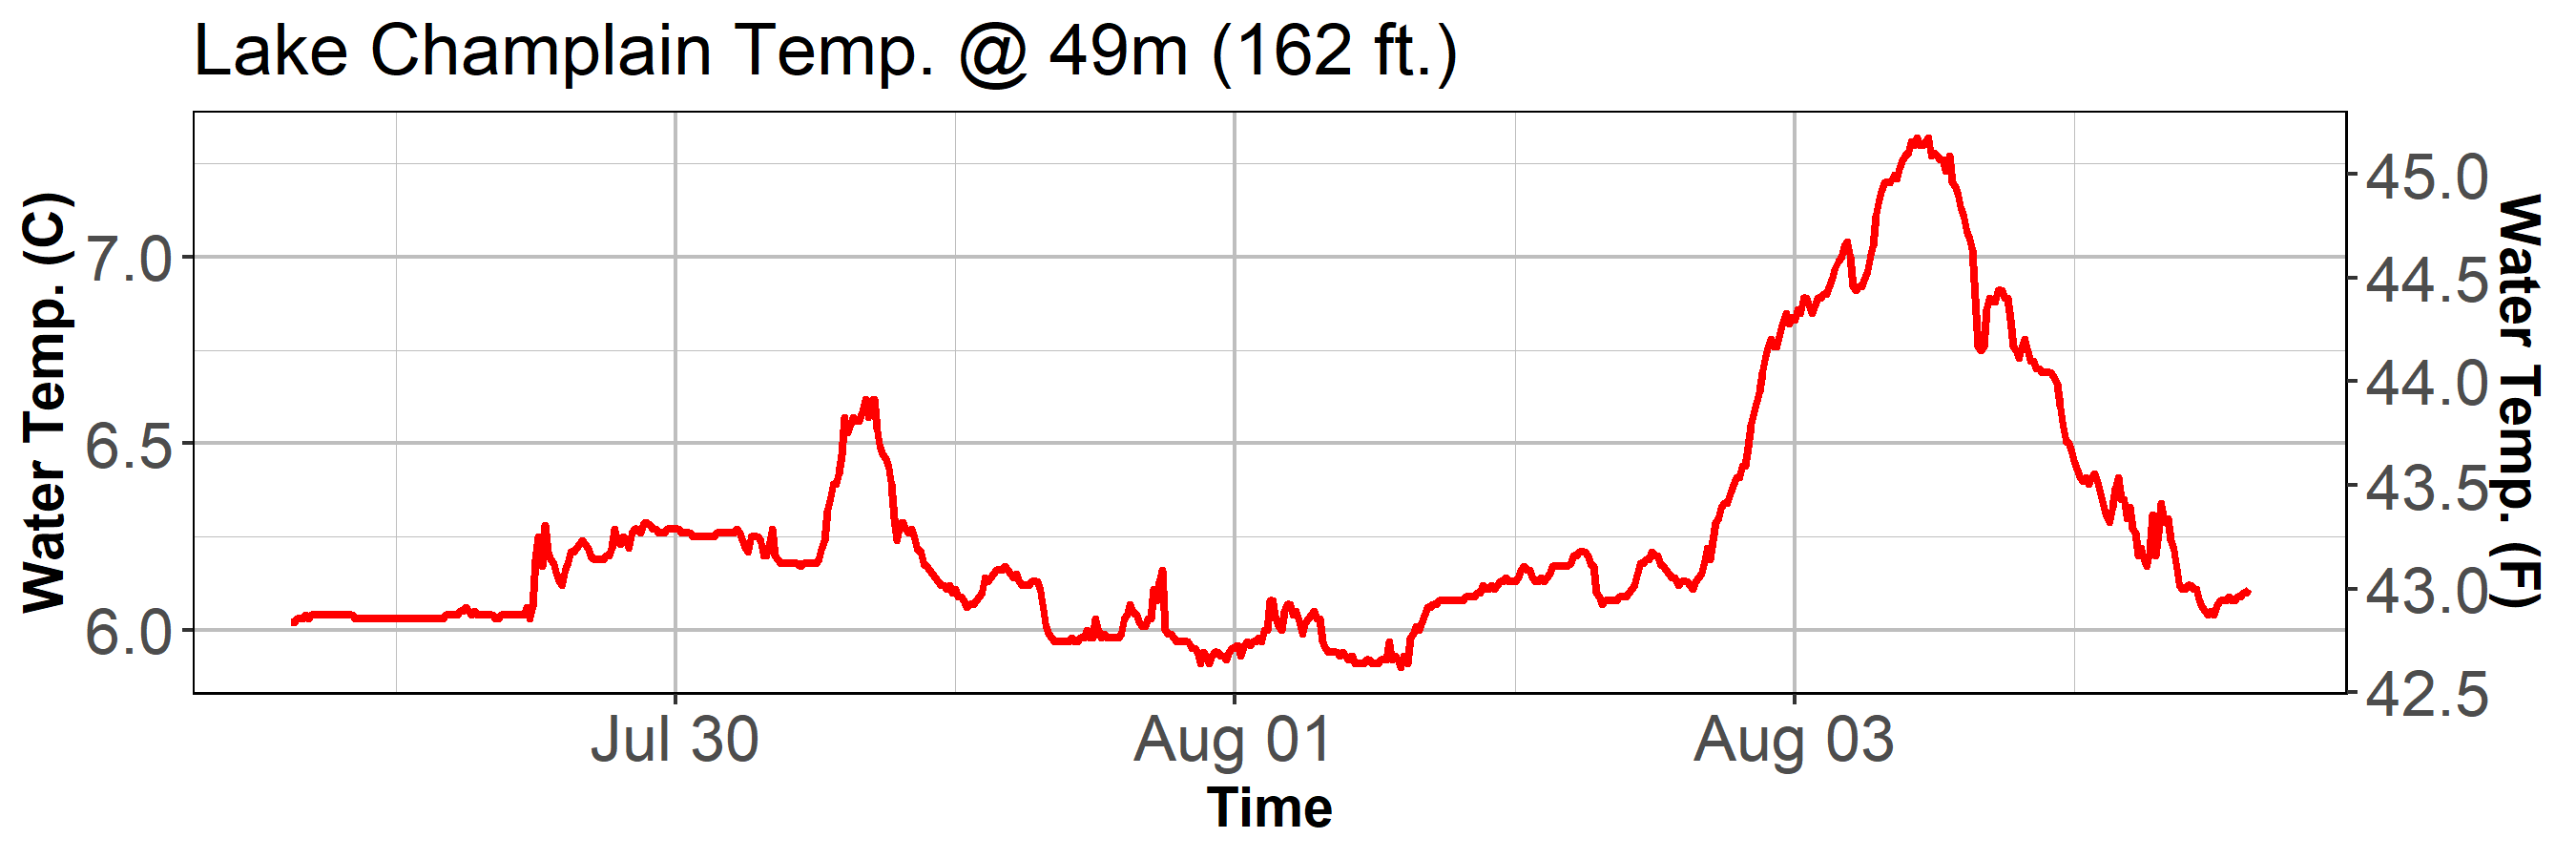 Lake Champlain Temp. @ 49m (162 ft.)
Water Temp. (C)
7.0
6.5
6.0
45.0
44.5
44.0
43.5
43.0
42.5
Water Temp. (F)
Jul 30
Aug 01
Aug 03
Time